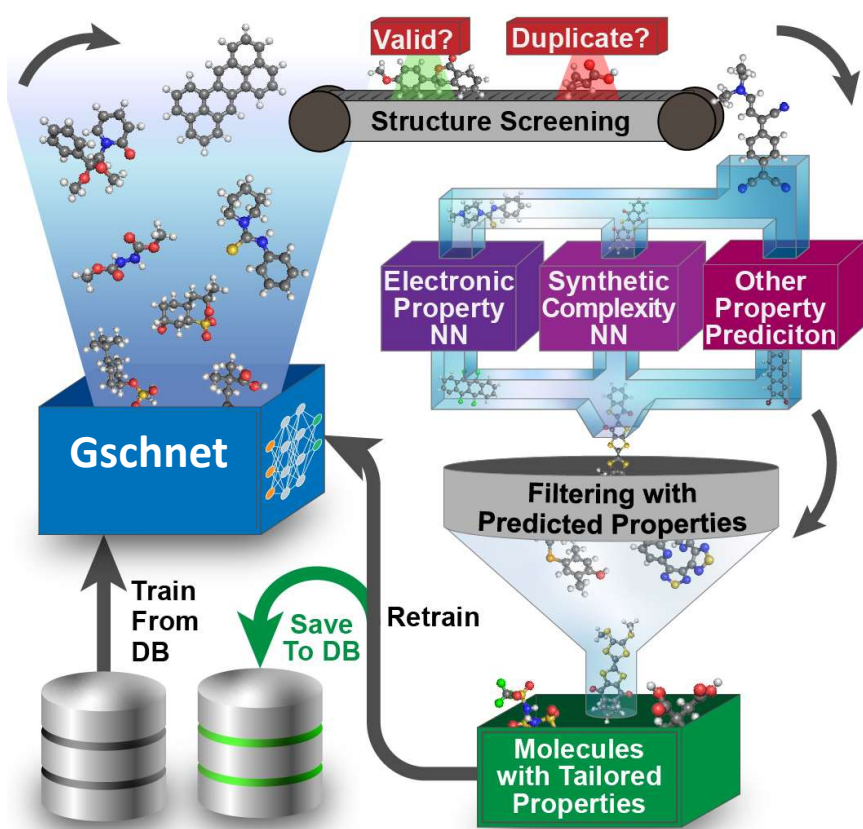 Valid?
Duplicate?
Structure Screening
Electronic
Property
NN
Synthetic
Complexity
NN
Other
Property
Prediciton
Gschnet
Filtering with
Predicted Properties
Train
From
DB
Save
To DB
Retrain
Molecules
with Tailored
Properties